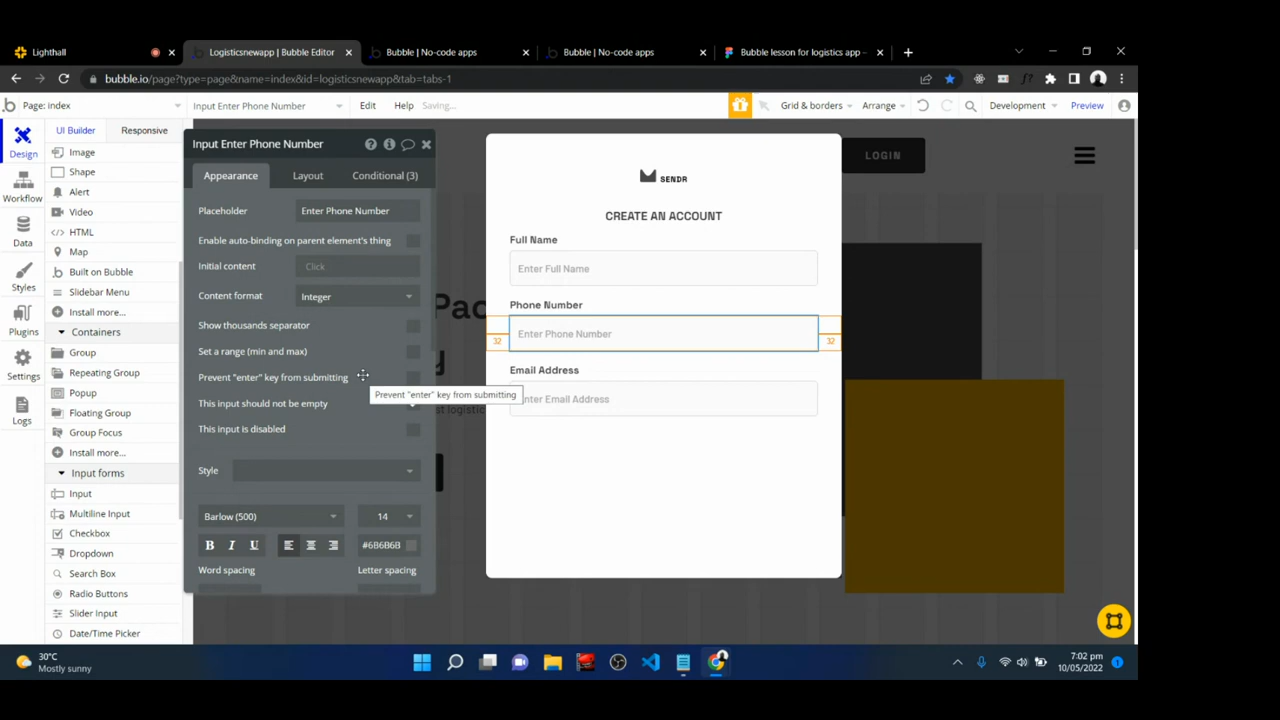 Lighthall
Logisticsnewapp | Bubble Editor
Bubble | No-code apps
Bubble | No-code apps
Bubble lesson for logistics app –
bubble.io/page?type=page&name=index&id=logisticsnewapp&tab=tabs-1
Page: index
Input Enter Phone Number
Edit
Help
Saving...
Grid & borders
Arrange
Development
Preview
Design
Workflow
Data
Styles
Plugins
Settings
Logs
UI Builder
Responsive
Image
Shape
Alert
Video
HTML
Map
Built on Bubble
Slidebar Menu
Install more...
Containers
Group
Repeating Group
Popup
Floating Group
Group Focus
Install more...
Input forms
Input
Multiline Input
Checkbox
Dropdown
Search Box
Radio Buttons
Slider Input
Date/Time Picker
Input Enter Phone Number
Appearance
Layout
Conditional (3)
Placeholder
Enter Phone Number
Enable auto-binding on parent element's thing
Initial content
Click
Content format
Integer
Show thousands separator
Set a range (min and max)
Prevent "enter" key from submitting
Prevent "enter" key from submitting
This input should not be empty
This input is disabled
Style
Barlow (500)
14
B I U
#6B6B6B
Word spacing
Letter spacing
LOGIN
SENDR
CREATE AN ACCOUNT
Full Name
Enter Full Name
Phone Number
32
Enter Phone Number
32
Email Address
Enter Email Address
30°C
Mostly sunny
7:02 pm
10/05/2022
1